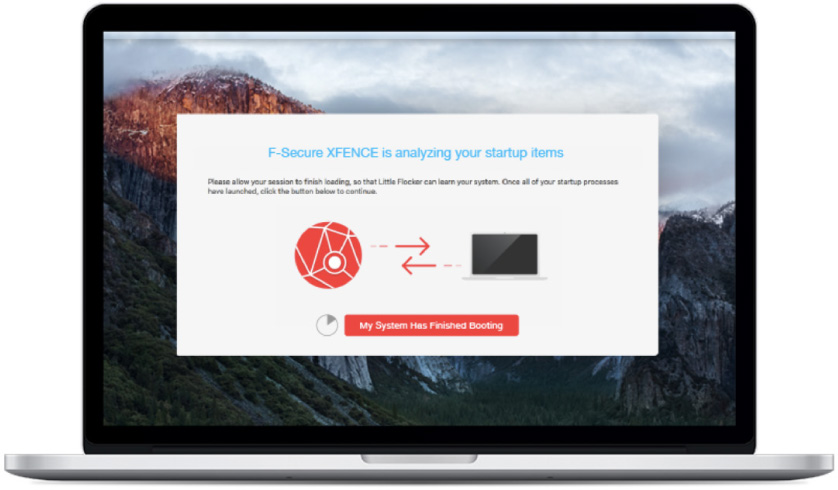 F-Secure XFENCE is analyzing your startup items
Please allow your session to finish loading, so that Little Flocker can learn your system. Once all of your startup processes
have launched, click the button below to continue.
My System Has Finished Booting